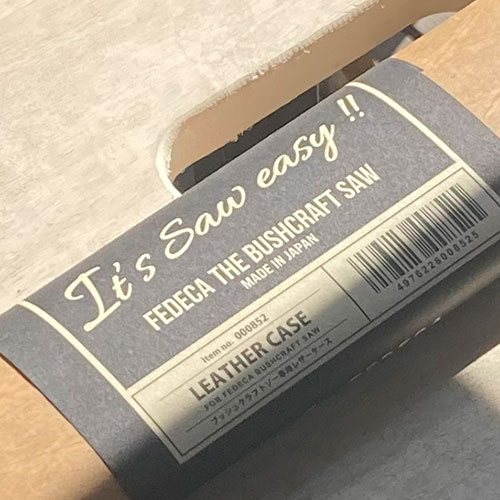 It's Saw easy!!
FEDECA THE BUSHCRAFT SAW
MADE IN JAPAN
Item no. 000852
LEATHER CASE
FOR FEDECA BUSHCRAFT SAW
ブッシュクラフトソー専用レザーケース
4970226008525